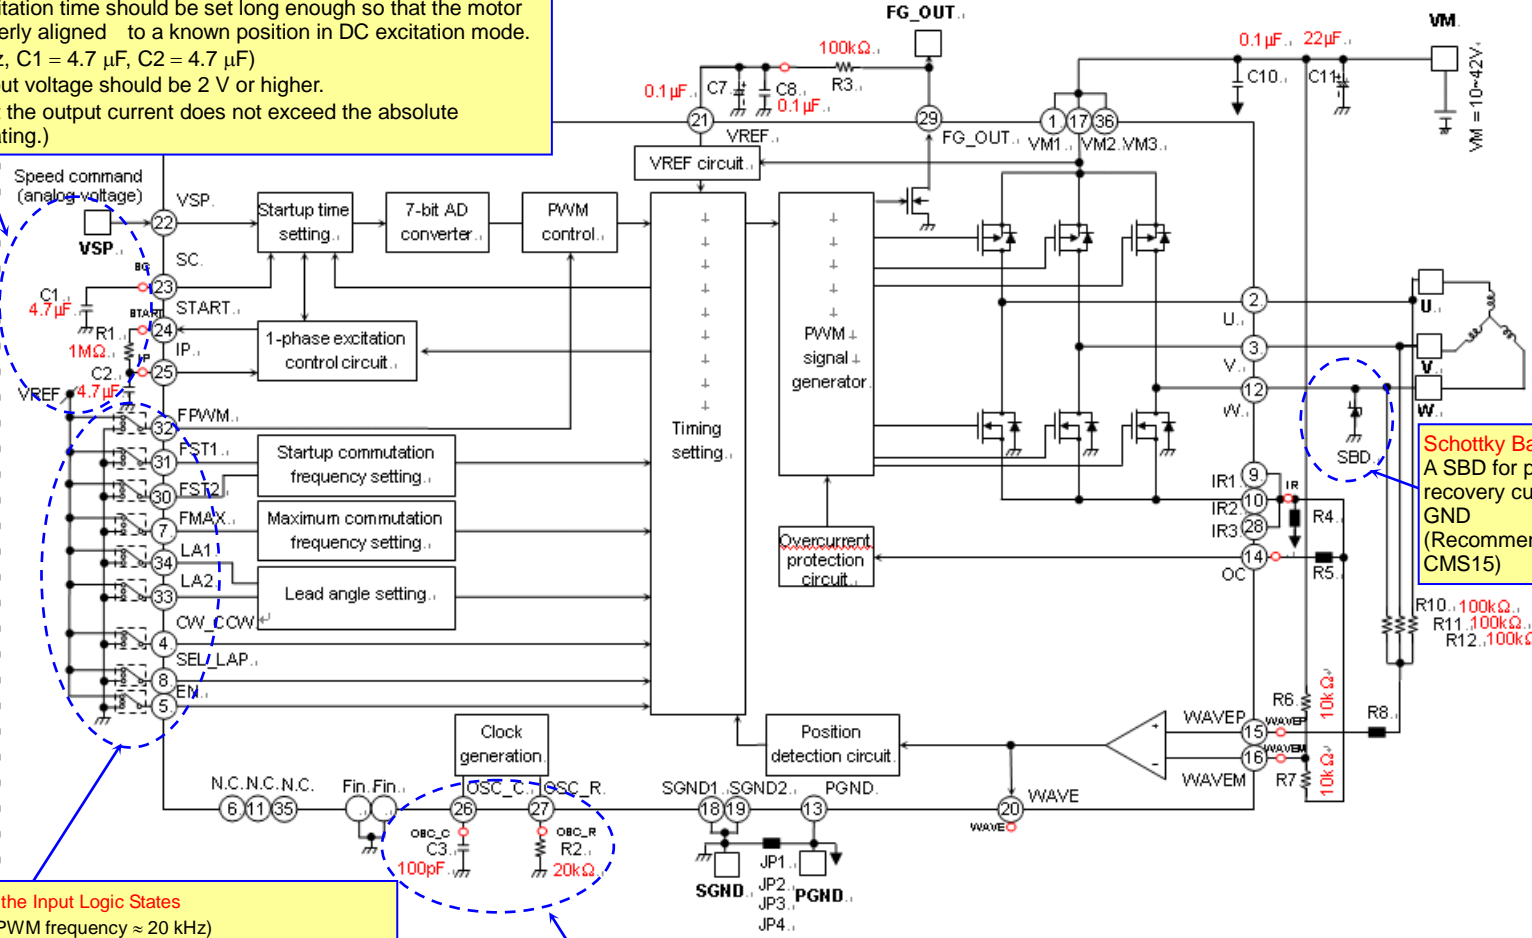 itation time should be set long enough so that the motor
erly aligned to a known position in DC excitation mode.
z, C1 = 4.7 μF, C2 = 4.7 μF)
out voltage should be 2 V or higher.
t the output current does not exceed the absolute
ating.)
FG_OUT
VM
100kΩ
R3
0.1μF
C7
C8
0.1μF
0.1μF
22μF
C10
C11
VM = 10~42V
21
VREF
29
FG_OUT
1
17
36
VM1
VM2
VM3
VREF circuit
Speed command
(analog voltage)
VSP
22
VSP
Startup time
setting
7-bit AD
converter
PWM
control
SC
SC
23
C1
4.7μF
START
START
24
R1
1MΩ
IP
IP
25
C2
4.7μF
VREF
1-phase excitation
control circuit
FPWM
32
FST1
31
FST2
30
Startup commutation
frequency setting
FMAX
7
Maximum commutation
frequency setting
LA1
34
LA2
33
Lead angle setting
CW_CCW
4
SEL_LAP
8
EN
5
Timing
setting
PWM
signal
generator
Overcurrent
protection
circuit
2
U
U
3
V
V
12
W
W
SBD
Schottky Ba
A SBD for p
recovery cu
GND
(Recommen
CMS15)
IR1
9
IR2
10
IR3
28
IR
R4
14
OC
R5
R10 100kΩ
R11 100kΩ
R12 100kΩ
R6
10kΩ
R7
10kΩ
R8
WAVEP
15
WAVEP
WAVEM
16
WAVEM
Clock
generation
Position
detection circuit
+
-
N.C. N.C. N.C.
6
11
35
Fin Fin
OSC_C
26
OSC_R
27
OSC_C
C3
100pF
OSC_R
R2
20kΩ
SGND1
SGND2
18
19
PGND
13
SGND
PGND
JP1
JP2
JP3
JP4
20
WAVE
WAVE
the Input Logic States
PWM frequency ≈ 20 kHz)